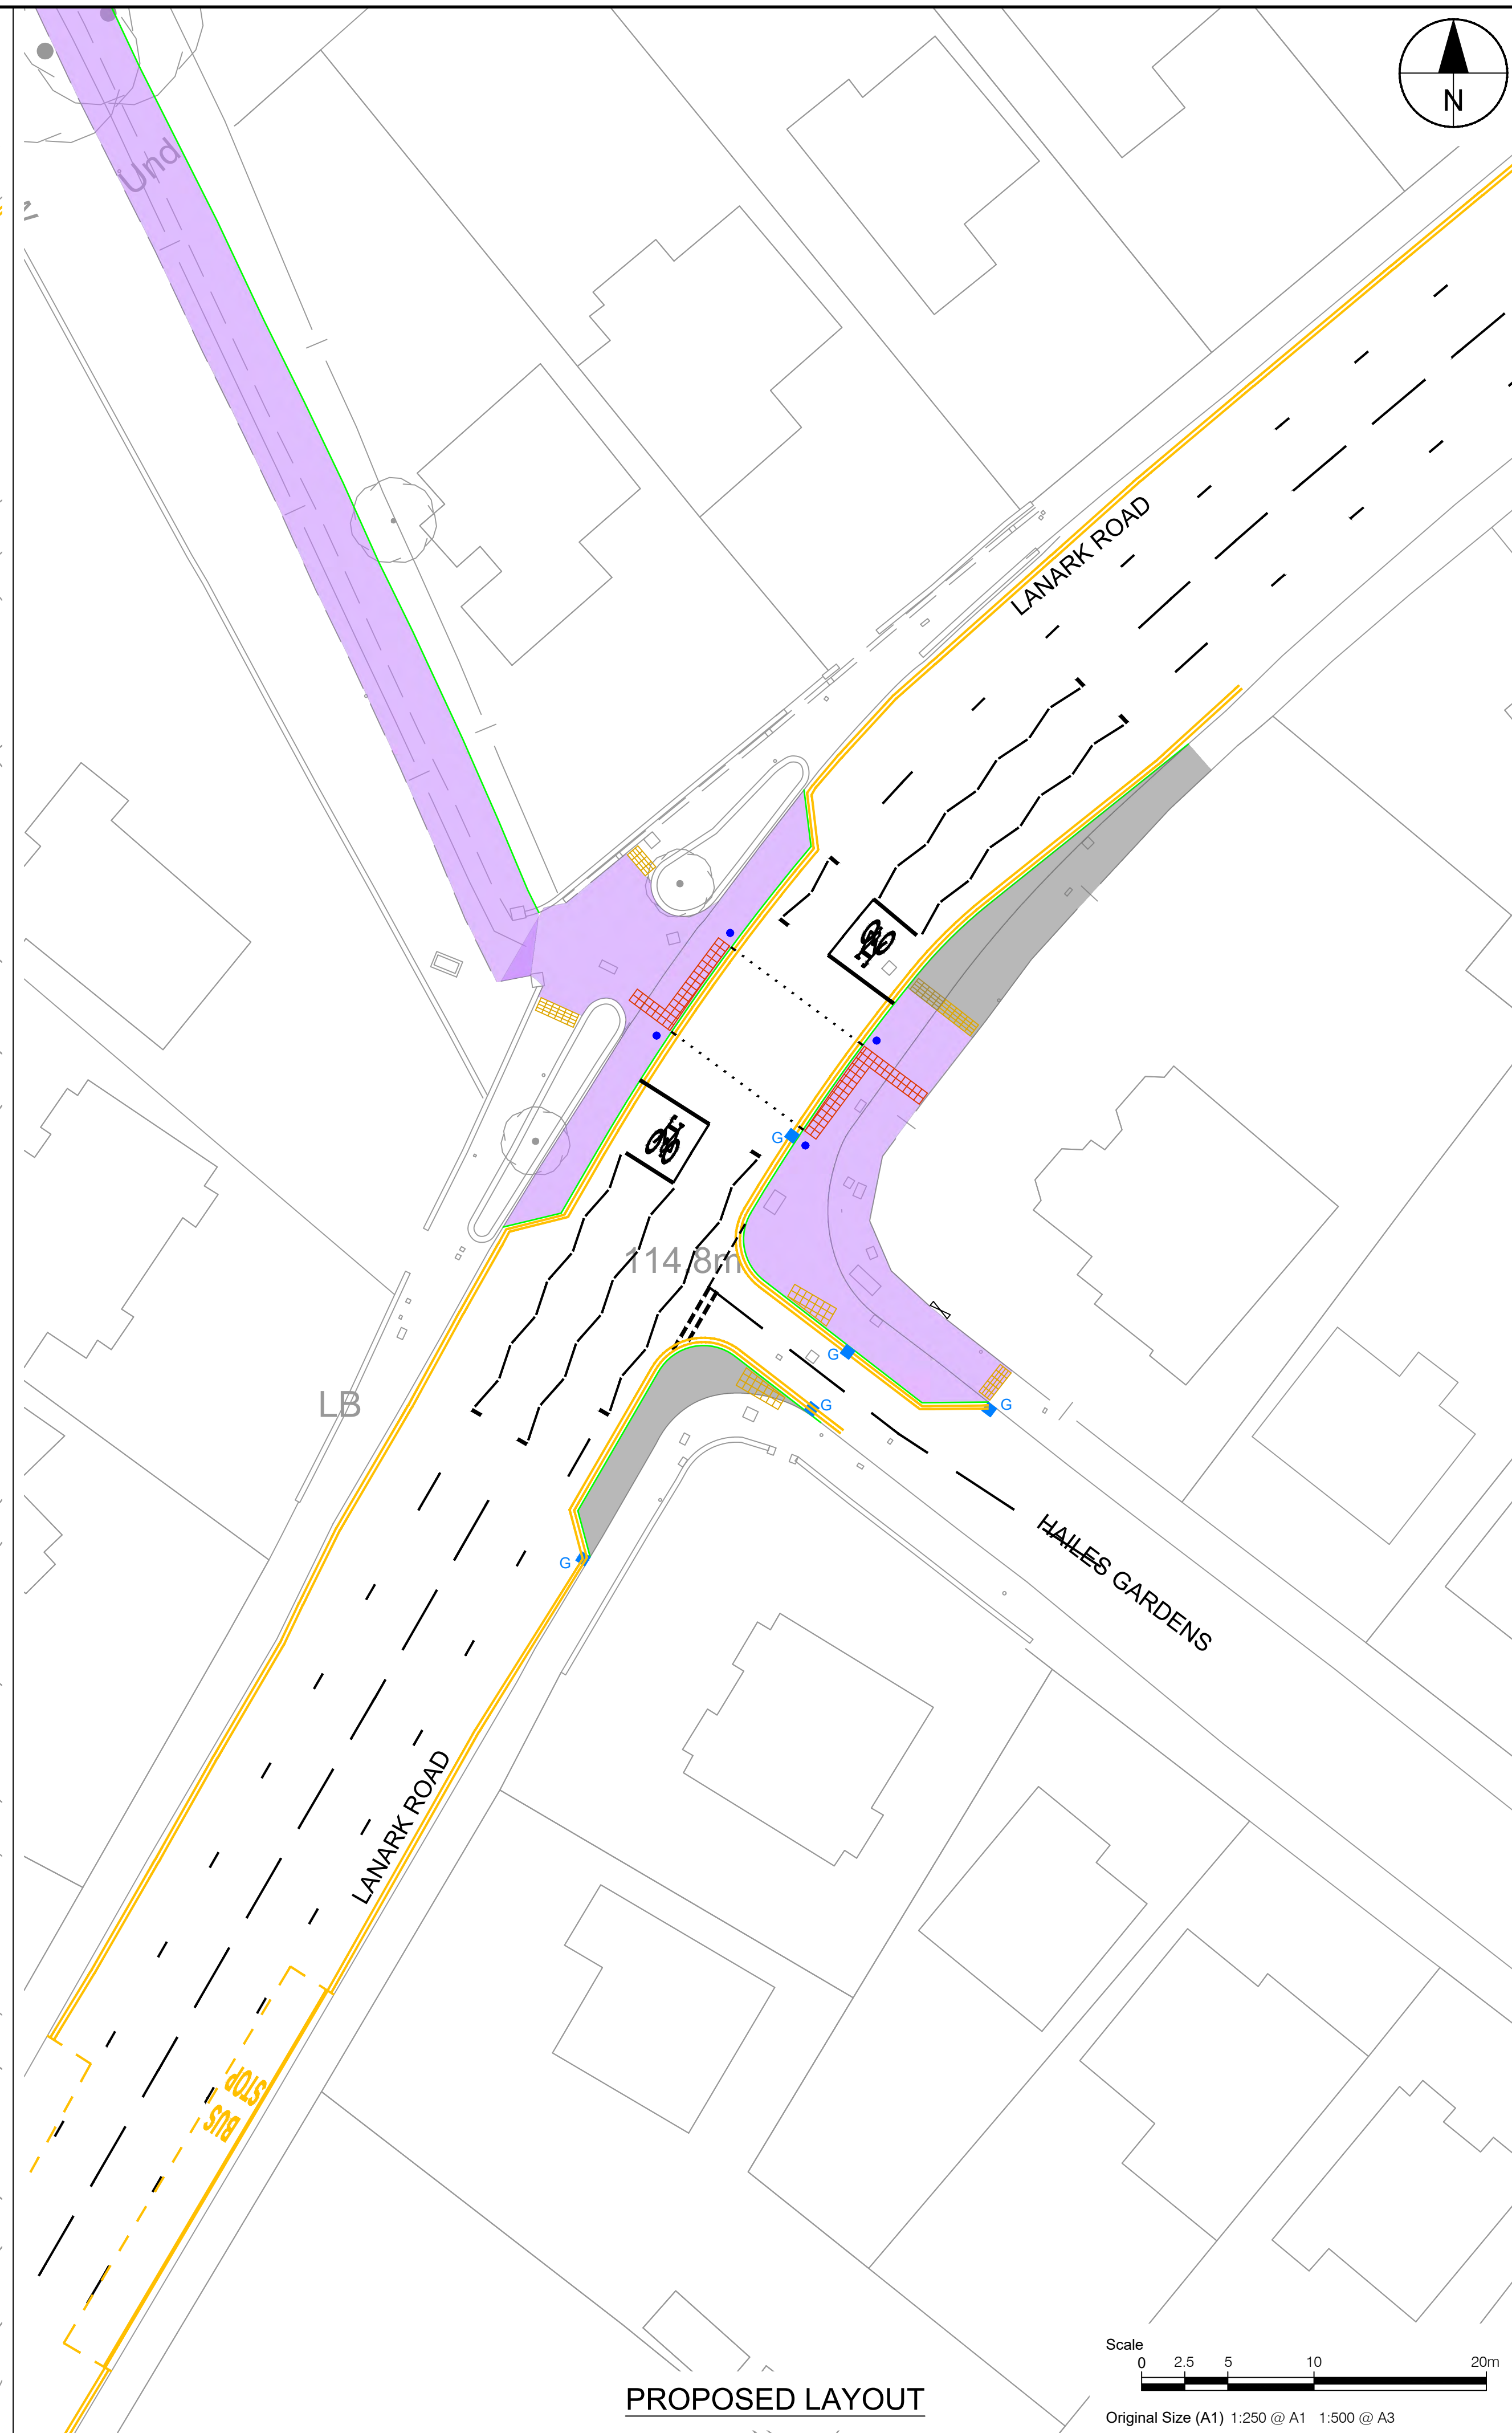 N
Und
LANARK ROAD
G
114.8m
G
G
G
LB
G
HAILES GARDENS
LANARK ROAD
BUS
STOP
PROPOSED LAYOUT
Scale
0 2.5 5 10 20m
Original Size (A1) 1:250 @ A1 1:500 @ A3